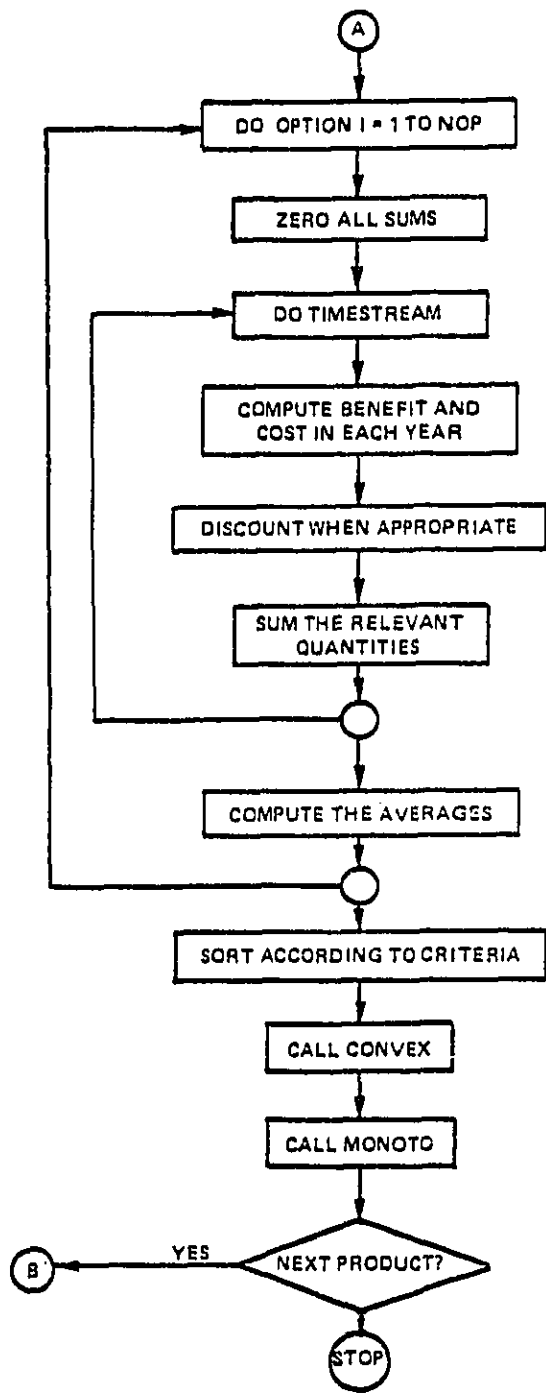 A
DO OPTION I = 1 TO NOP
ZERO ALL SUMS
DO TIMESTREAM
COMPUTE BENEFIT AND
COST IN EACH YEAR
DISCOUNT WHEN APPROPRIATE
SUM THE RELEVANT
QUANTITIES
COMPUTE THE AVERAGES
SORT ACCORDING TO CRITERIA
CALL CONVEX
CALL MONOTO
YES
B
NEXT PRODUCT?
STOP